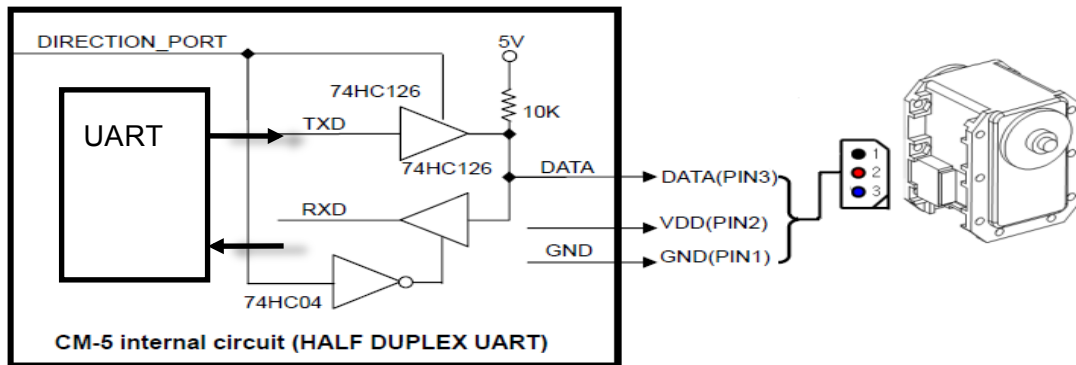 DIRECTION_PORT
5V
74HC126
10K
UART
TXD
74HC126
DATA
DATA(PIN3)
1
2
3
RXD
VDD(PIN2)
GND
GND(PIN1)
74HC04
CM-5 internal circuit (HALF DUPLEX UART)